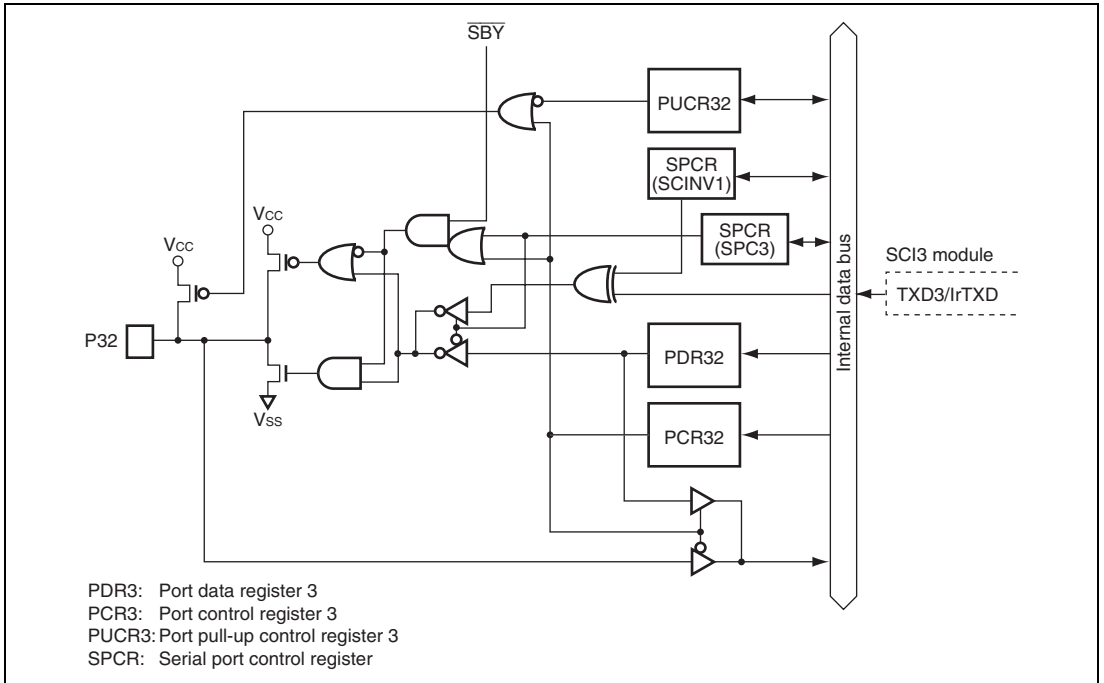 SBY
PUCR32
SPCR
(SCINV1)
VCC
SPCR
(SPC3)
VCC
SCI3 module
TXD3/IrTXD
Internal data bus
P32
PDR32
VSS
PCR32
PDR3: Port data register 3
PCR3: Port control register 3
PUCR3: Port pull-up control register 3
SPCR: Serial port control register